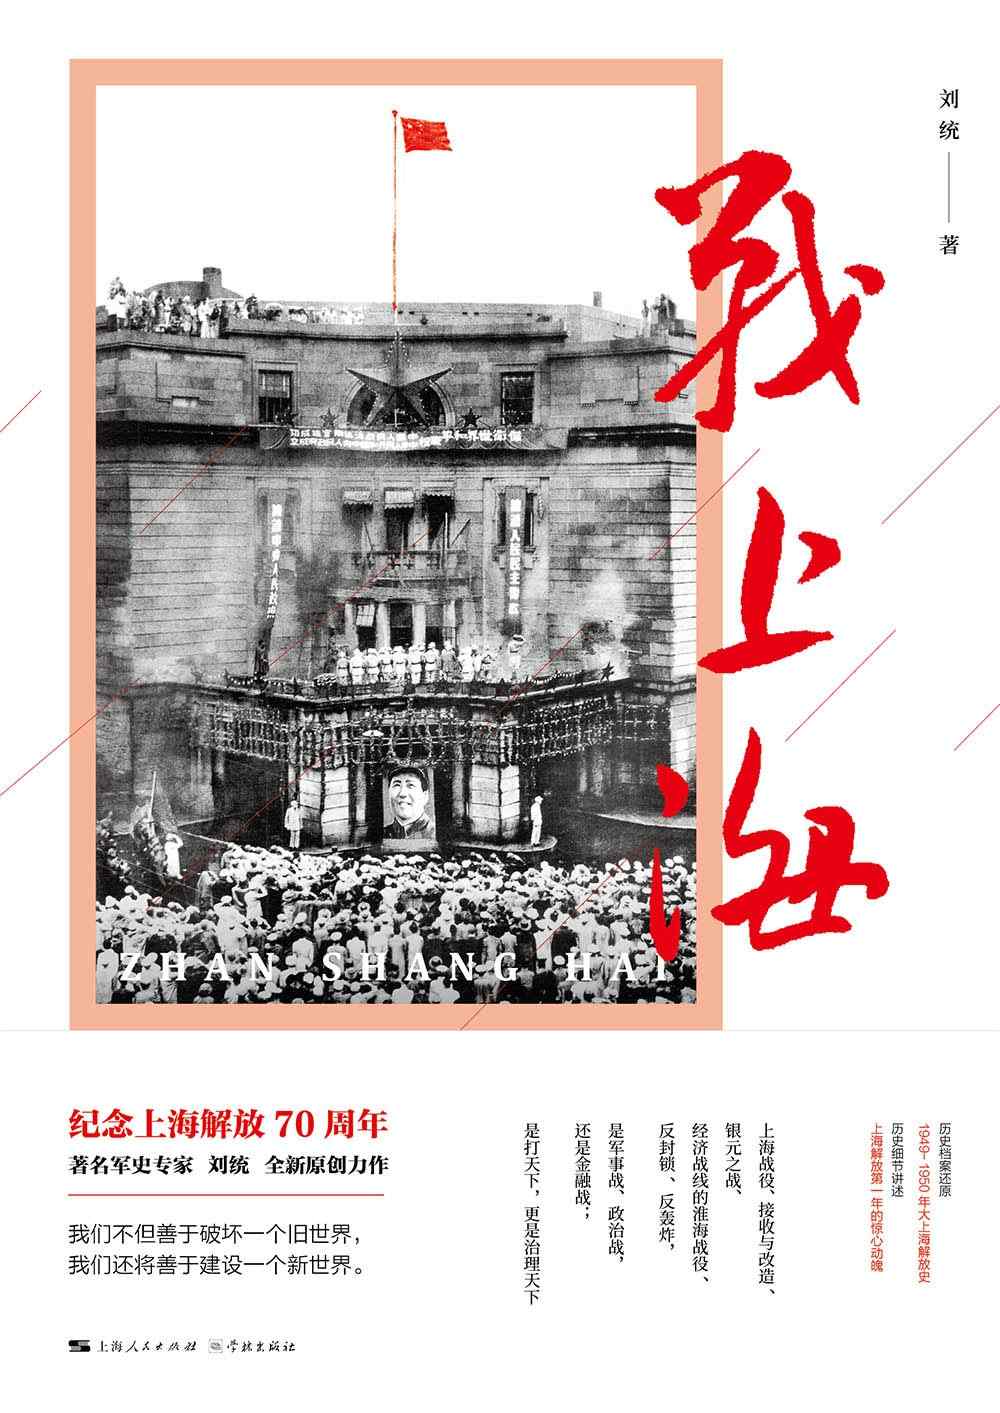 刘统——著
戰上海
保衛世界和平
ZHAN SHANG HAI
纪念上海解放70周年
著名军史专家 刘统 全新原创力作
我们不但善于破坏一个旧世界，
我们还将善于建设一个新世界。
历史档案还原
1949—1950年大上海解放史
历史细节讲述
上海解放第一年的惊心动魄
上海战役、接收与改造、
银元之战、
经济战线的淮海战役、
反封锁、反轰炸，
是军事战、政治战，
还是金融战；
是打天下，更是治理天下
上海人民出版社 学林出版社